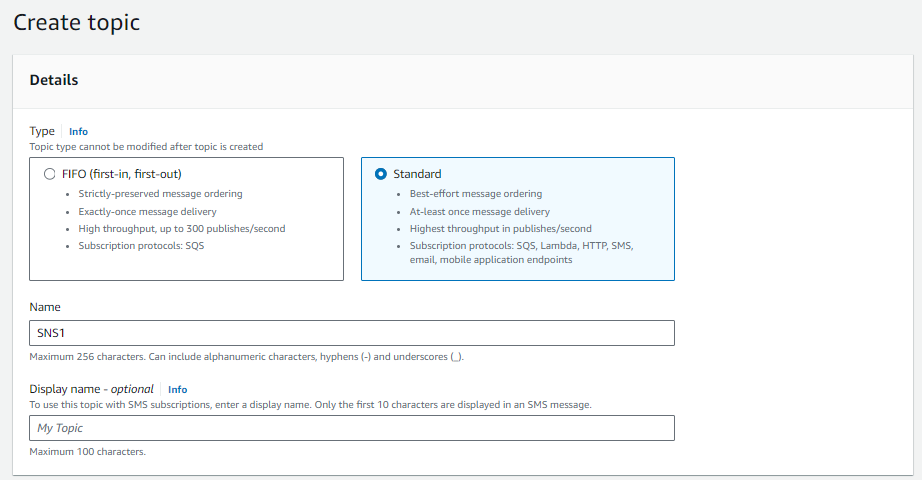 Create topic
Details
Type Info
Topic type cannot be modified after topic is created
FIFO (first-in, first-out)
• Strictly-preserved message ordering
• Exactly-once message delivery
• High throughput, up to 300 publishes/second
• Subscription protocols: SQS
Standard
• Best-effort message ordering
• At-least once message delivery
• Highest throughput in publishes/second
• Subscription protocols: SQS, Lambda, HTTP, SMS,
email, mobile application endpoints
Name
SNS1
Maximum 256 characters. Can include alphanumeric characters, hyphens (-) and underscores (_).
Display name - optional Info
To use this topic with SMS subscriptions, enter a display name. Only the first 10 characters are displayed in an SMS message.
My Topic
Maximum 100 characters.